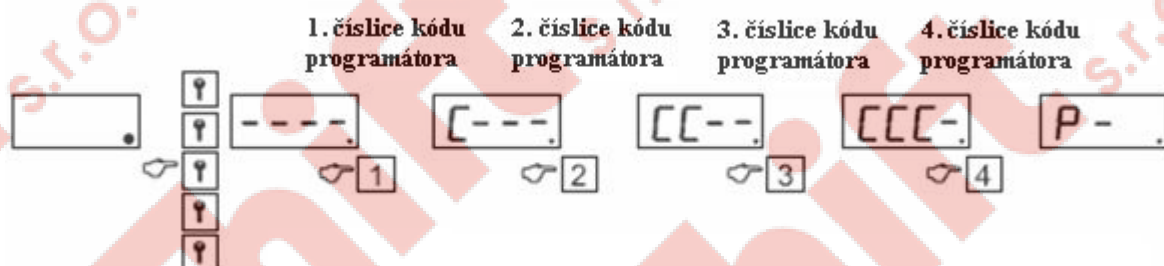 1. číslice kódu programátora
2. číslice kódu programátora
3. číslice kódu programátora
4. číslice kódu programátora
- - - -.
C- - -.
CC- -.
CCC-.
P - .
1
2
3
4
s.r.o.
s.r.o.